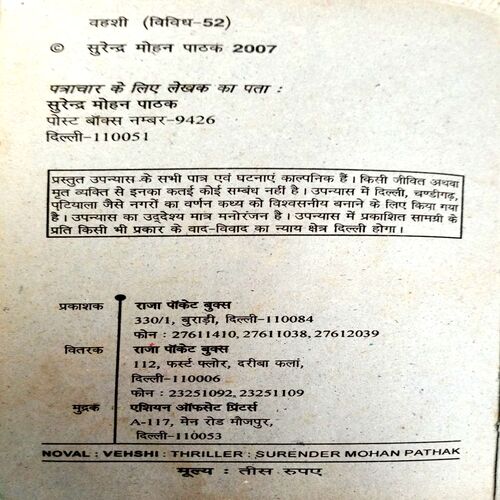 वहशी (विविध-52)
© सुरेन्द्र मोहन पाठक 2007
पत्राचार के लिए लेखक का पता :
सुरेन्द्र मोहन पाठक
पोस्ट बॉक्स नम्बर-9426
दिल्ली-110051
प्रस्तुत उपन्यास के सभी पात्र एवं घटनाएं काल्पनिक हैं। किसी जीवित अथवा
मृत व्यक्ति से इनका कतई कोई सम्बंध नहीं है। उपन्यास में दिल्ली, चण्डीगढ़,
पटियाला जैसे नगरों का वर्णन कथ्य को विश्वसनीय बनाने के लिए किया गया
है। उपन्यास का उद्देश्य मात्र मनोरंजन है। उपन्यास में प्रकाशित सामग्री के
प्रति किसी भी प्रकार के वाद-विवाद का न्याय क्षेत्र दिल्ली होगा।
प्रकाशक राजा पॉकेट बुक्स
330/1, बुराड़ी, दिल्ली-110084
फोन : 27611410, 27611038, 27612039
वितरक राजा पॉकेट बुक्स
112, फर्स्ट फ्लोर, दरीबा कलां,
दिल्ली-110006
फोन : 23251092, 23251109
मुद्रक एशियन ऑफसेट प्रिंटर्स
A-117, मेन रोड मौजपुर,
दिल्ली-110053
NOVAL : VEHSHI : THRILLER : SURENDER MOHAN PATHAK
मूल्य : तीस रुपए